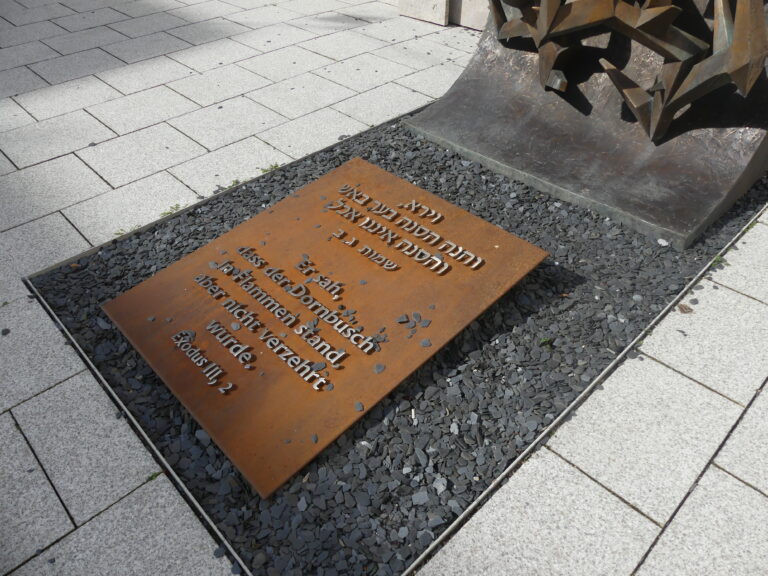 וירא,
והנה הסנה בער באש
והסנה איננו אכל
שמות ג.ב
Er sah,
dass der Dornbusch
in Flammen stand,
aber nicht verzehrt
wurde,
Exodus III, 2